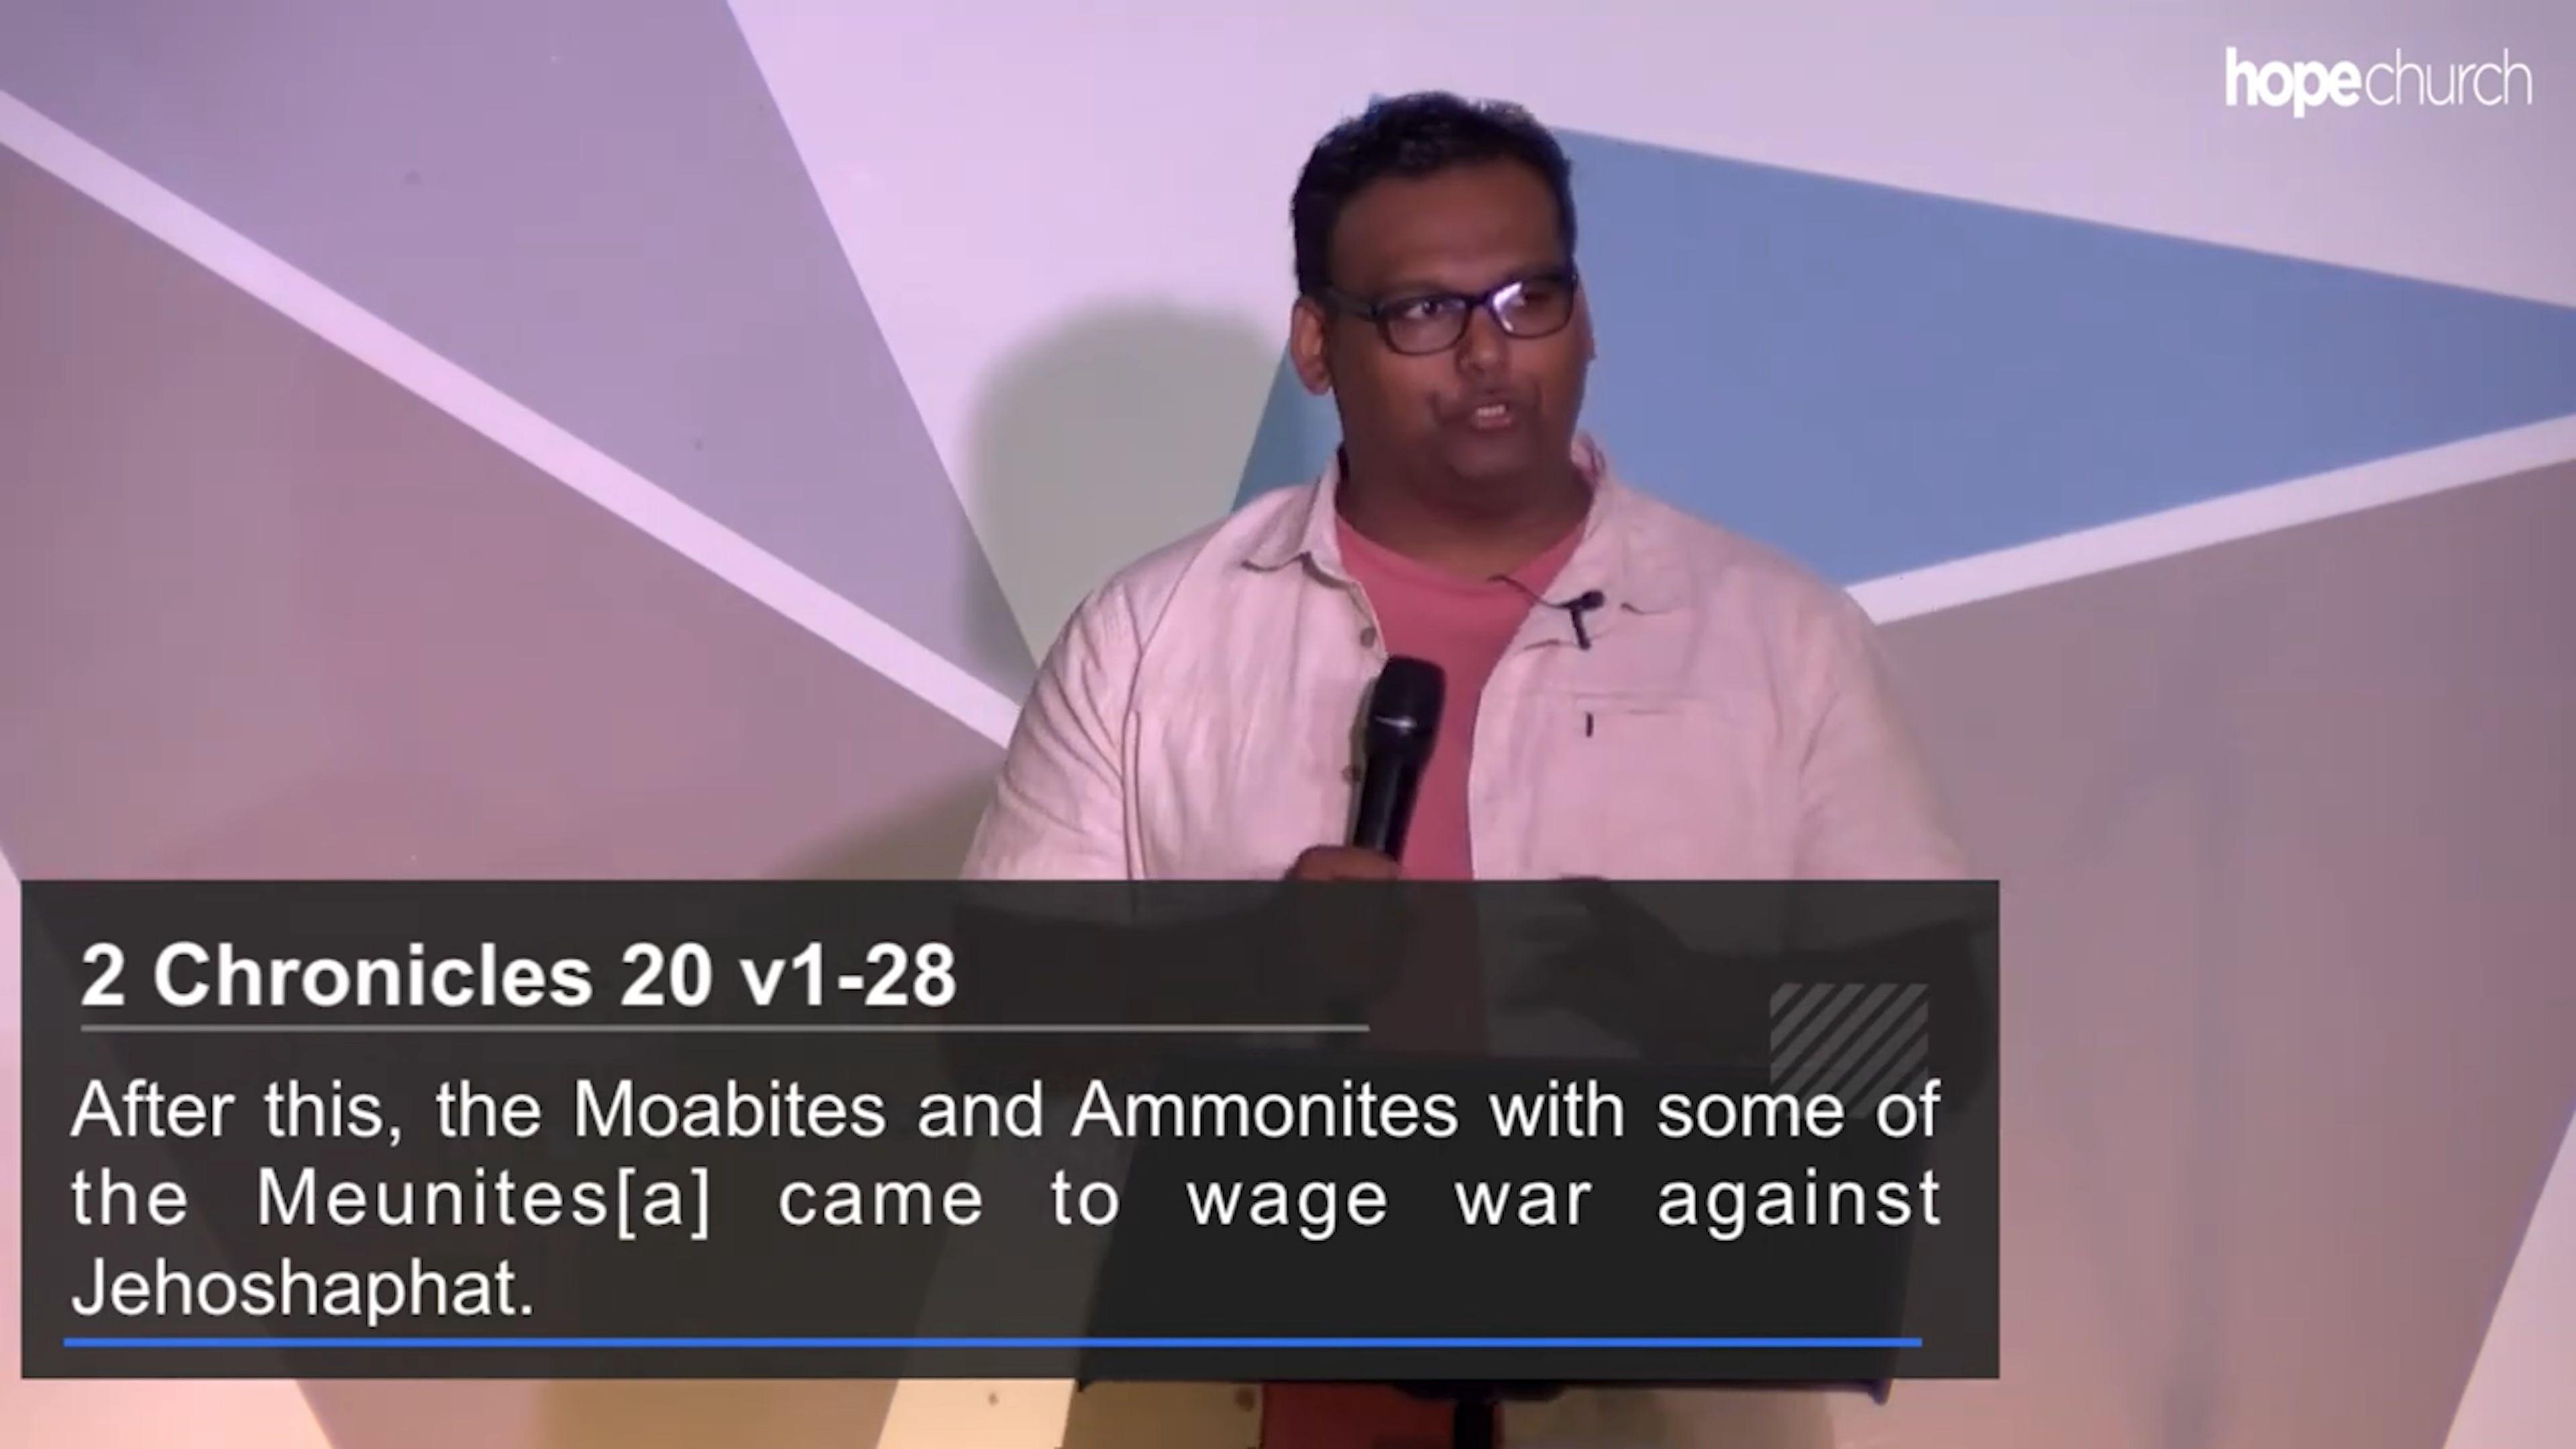 hopechurch
2 Chronicles 20 v1-28
After this, the Moabites and Ammonites with some of
the Meunites[a] came to wage war against
Jehoshaphat.